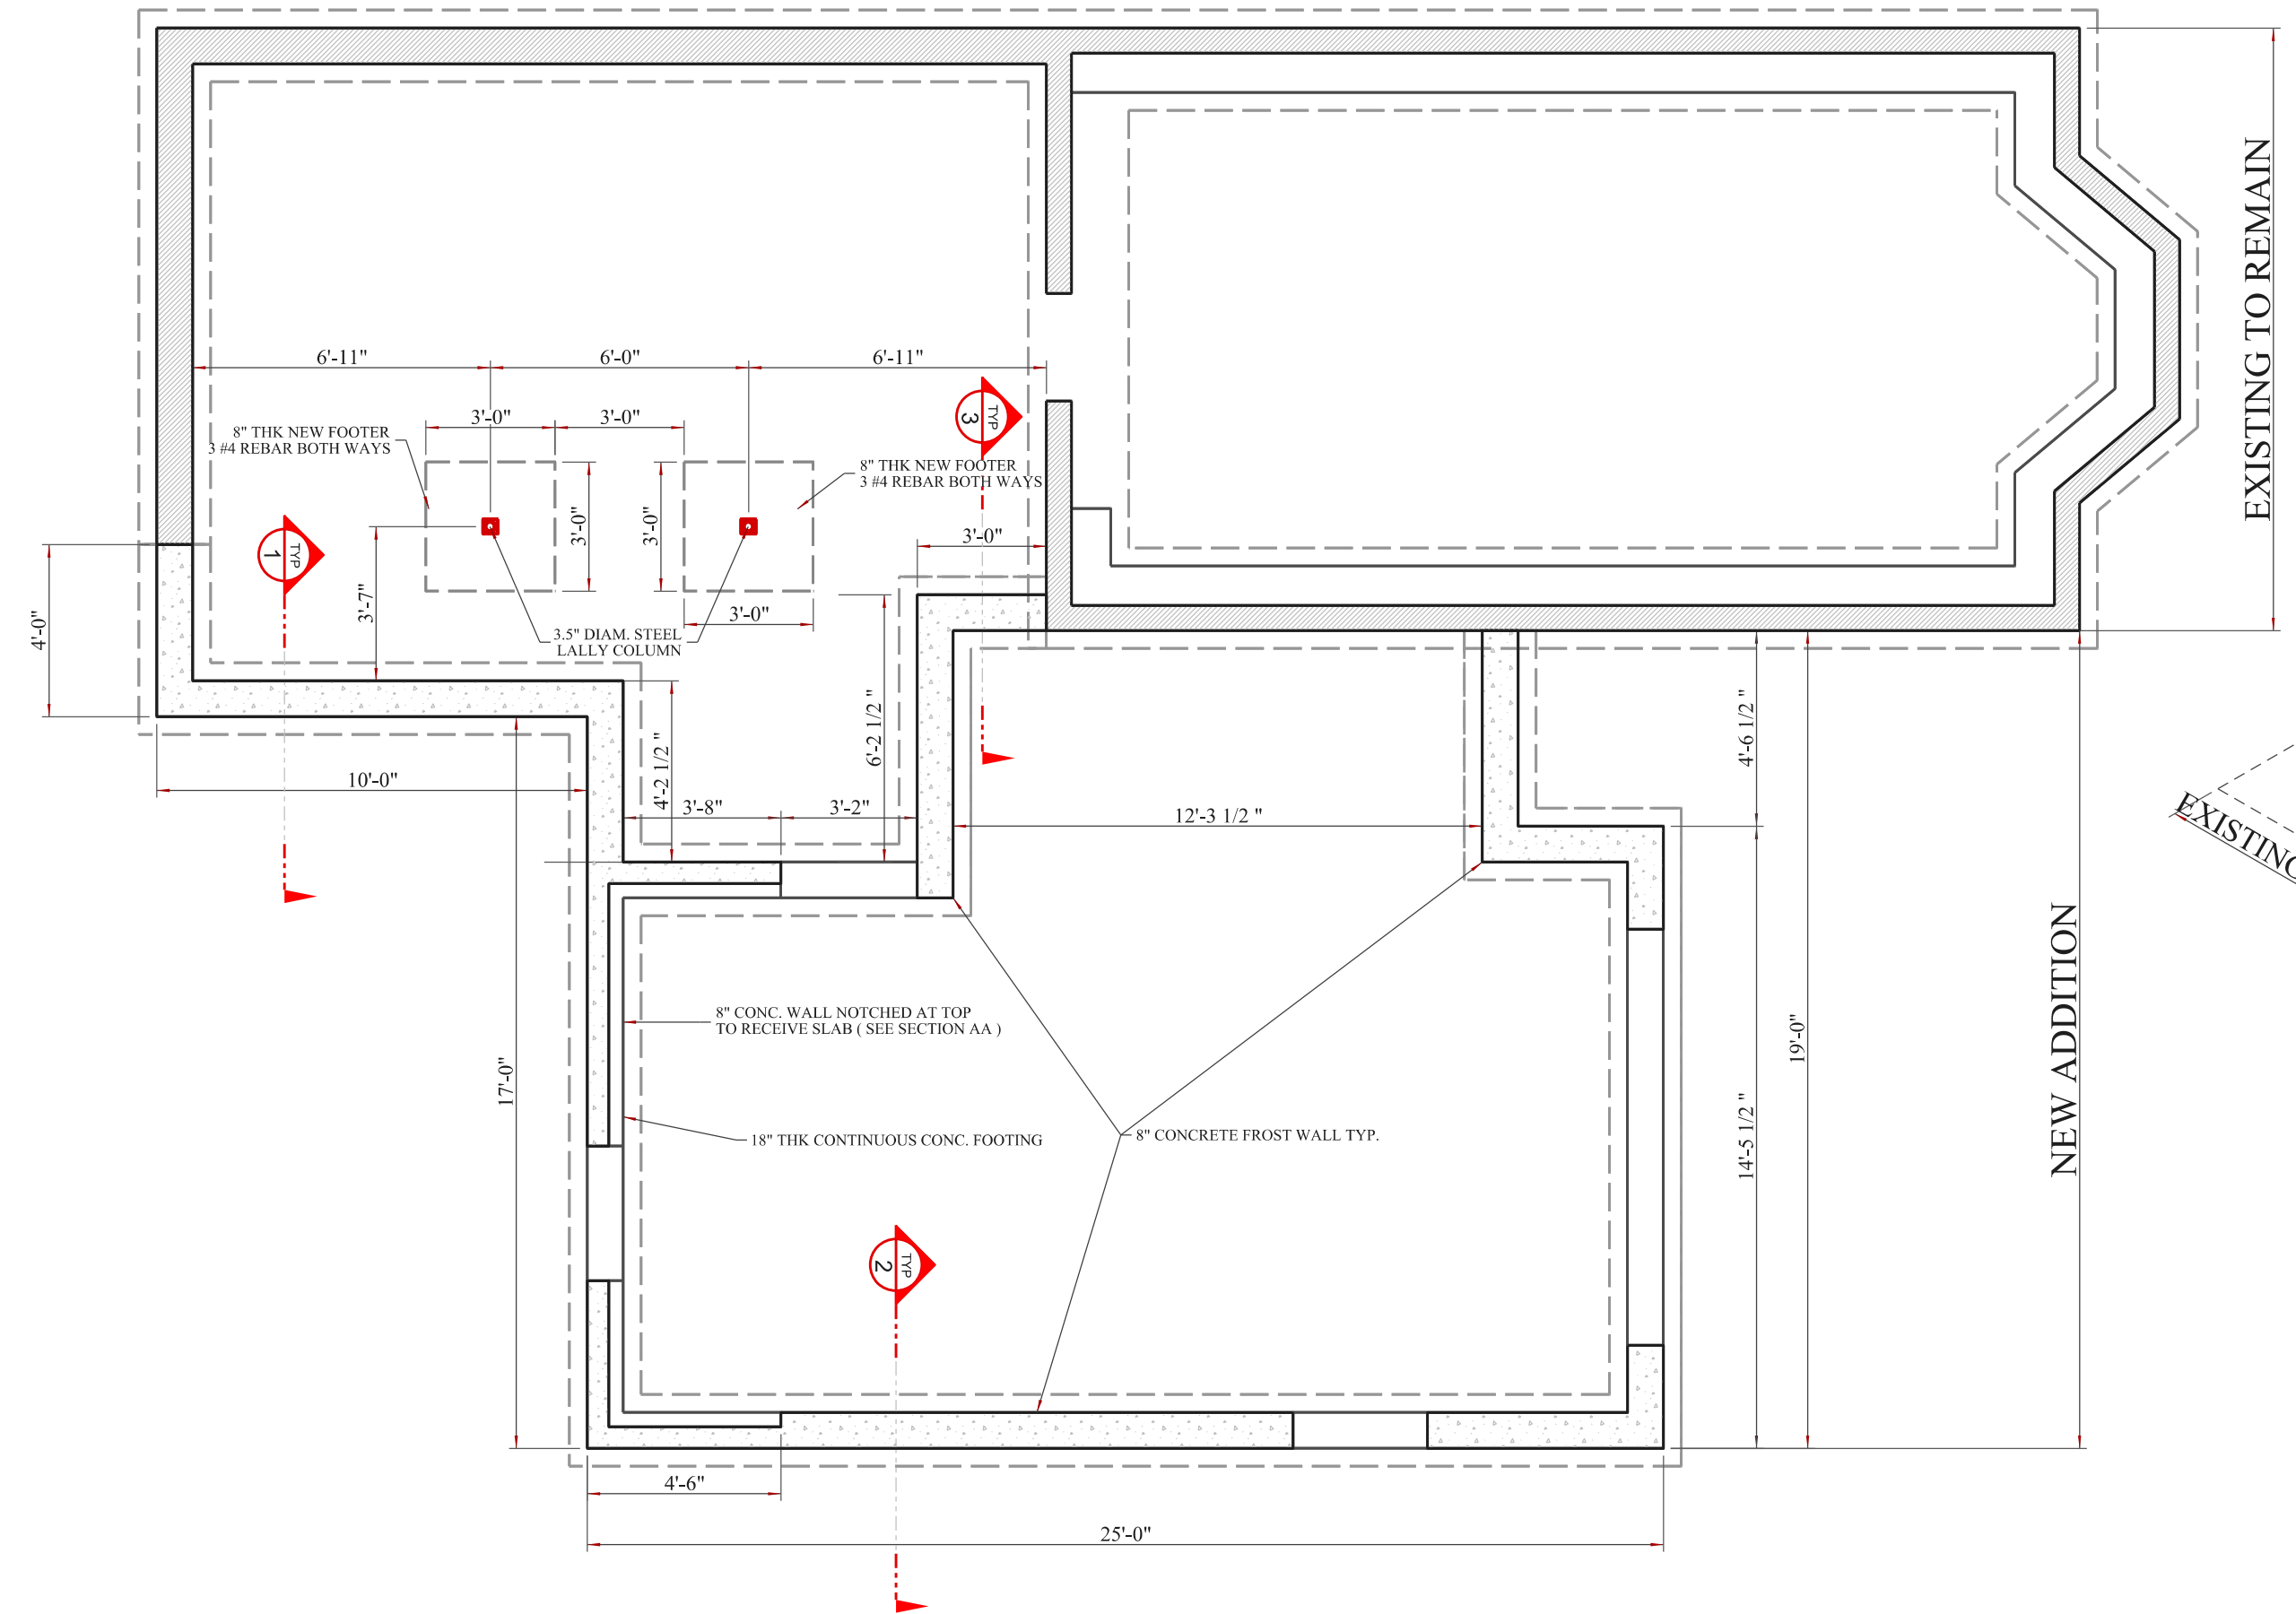 EXISTING TO REMAIN
6'-11"
6'-0"
6'-11"
3'-0"
3'-0"
TYP
3
8" THK NEW FOOTER
3 #4 REBAR BOTH WAYS
8" THK NEW FOOTER
3 #4 REBAR BOTH WAYS
3'-0"
3'-0"
3'-0"
TYP
1
3'-7"
3'-0"
4'-0"
3.5" DIAM. STEEL
LALLY COLUMN
6'-2 1/2 "
4'-6 1/2 "
4'-2 1/2 "
10'-0"
3'-8"
3'-2"
12'-3 1/2 "
EXISTING
8" CONC. WALL NOTCHED AT TOP
TO RECEIVE SLAB ( SEE SECTION AA )
NEW ADDITION
17'-0"
19'-0"
14'-5 1/2 "
18" THK CONTINUOUS CONC. FOOTING
8" CONCRETE FROST WALL TYP.
TYP
2
4'-6"
25'-0"